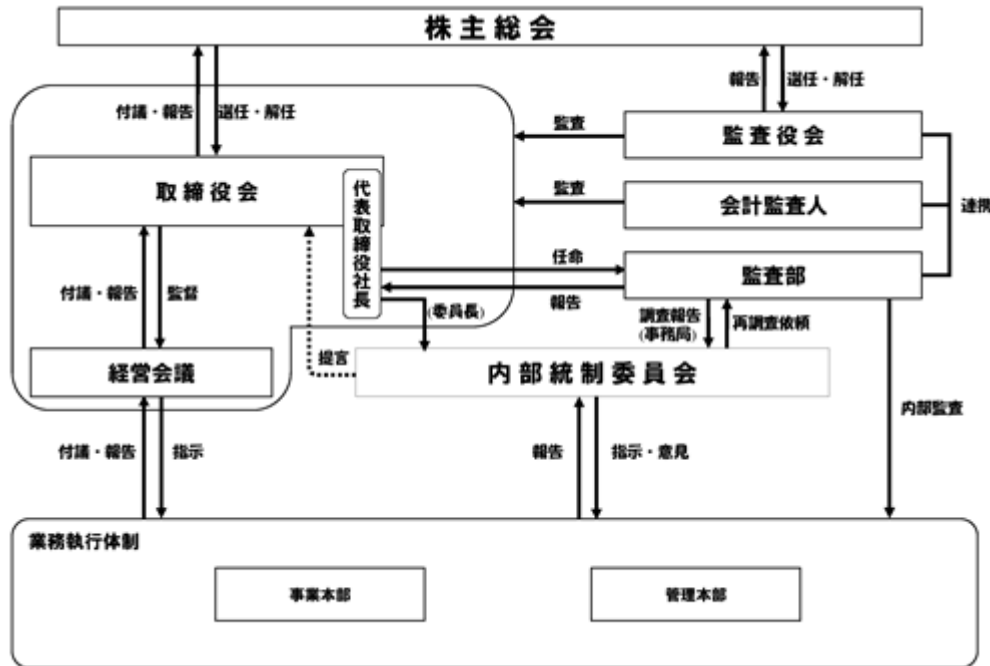 株主総会
付議・報告
選任・解任
報告
選任・解任
監査
監査役会
取締役会
代表取締役社長
監査
会計監査人
連携
任命
監査部
付議・報告
監督
報告
(委員長)
調査報告
(事務局)
再調査依頼
経営会議
提言
内部統制委員会
内部監査
付議・報告
指示
報告
指示・意見
業務執行体制
事業本部
管理本部